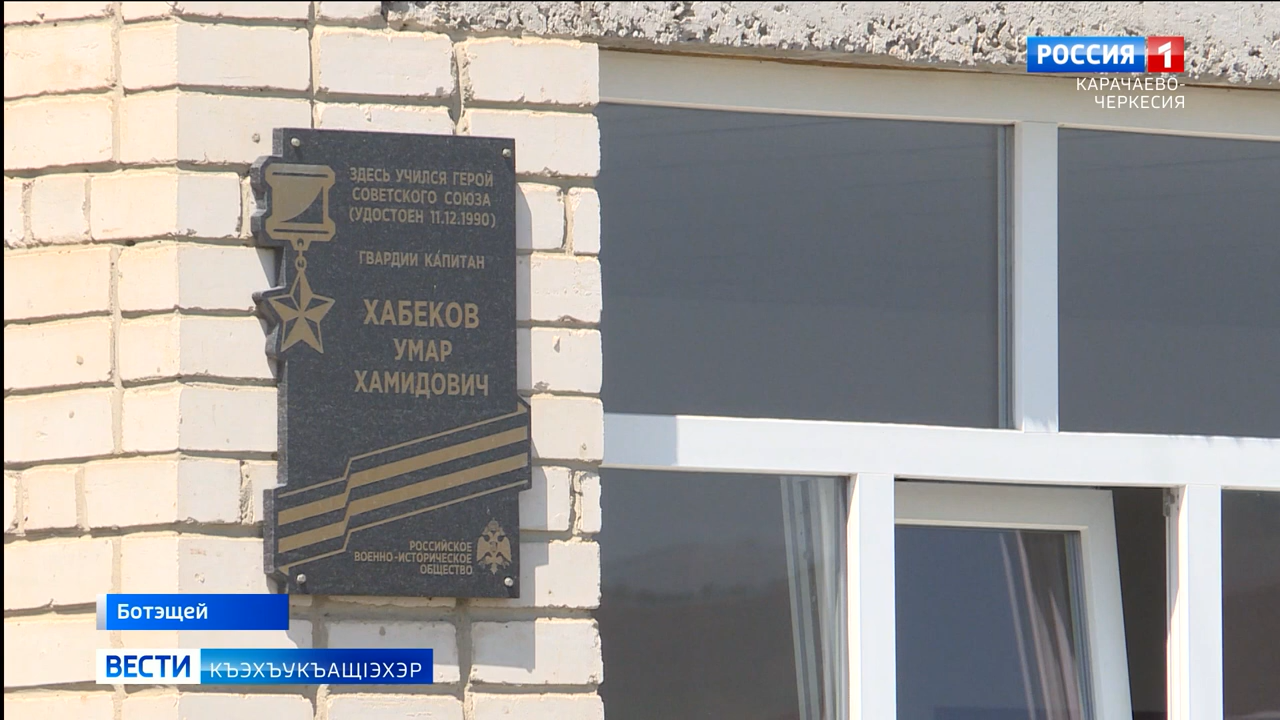 РОССИЯ 1
КАРАЧАЕВО-
ЧЕРКЕСИЯ
ЗДЕСЬ УЧИЛСЯ ГЕРОЙ
СОВЕТСКОГО СОЮЗА
(УДОСТОЕН 11.12.1990)
ГВАРДИИ КАПИТАН
ХАБЕКОВ
УМАР
ХАМИДОВИЧ
РОССИЙСКОЕ
ВОЕННО-ИСТОРИЧЕСКОЕ
ОБЩЕСТВО
Ботэщей
ВЕСТИ КЪЭХЪУКЪАЩIЭХЭР